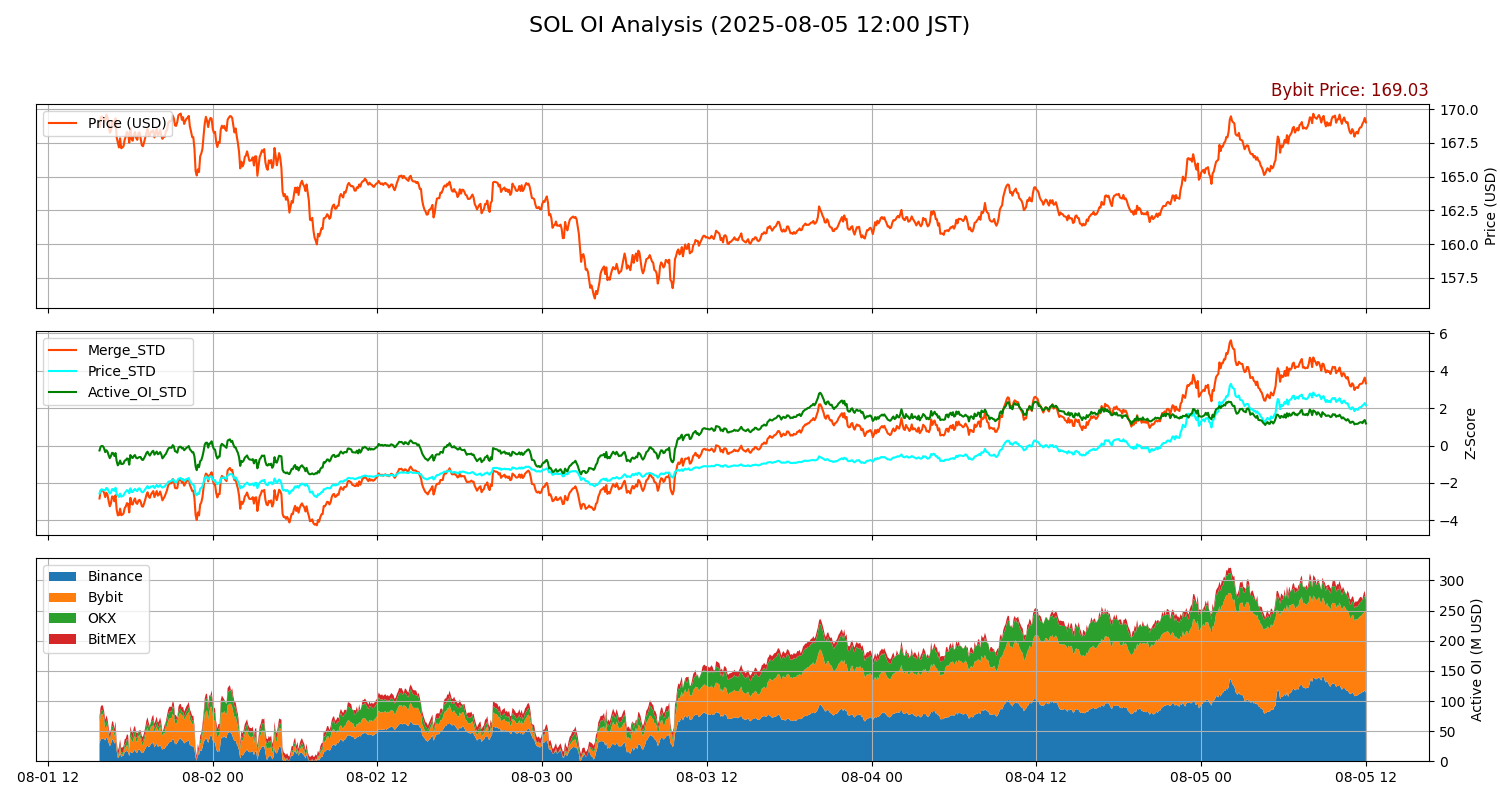 SOL OI Analysis (2025-08-05 12:00 JST)
Bybit Price: 169.03
Price (USD)
170.0
167.5
165.0
162.5
160.0
157.5
Price (USD)
Merge_STD
Price_STD
Active_OI_STD
6
4
2
0
−2
−4
Z-Score
Binance
Bybit
OKX
BitMEX
300
250
200
150
100
50
0
Active OI (M USD)
08-01 12
08-02 00
08-02 12
08-03 00
08-03 12
08-04 00
08-04 12
08-05 00
08-05 12